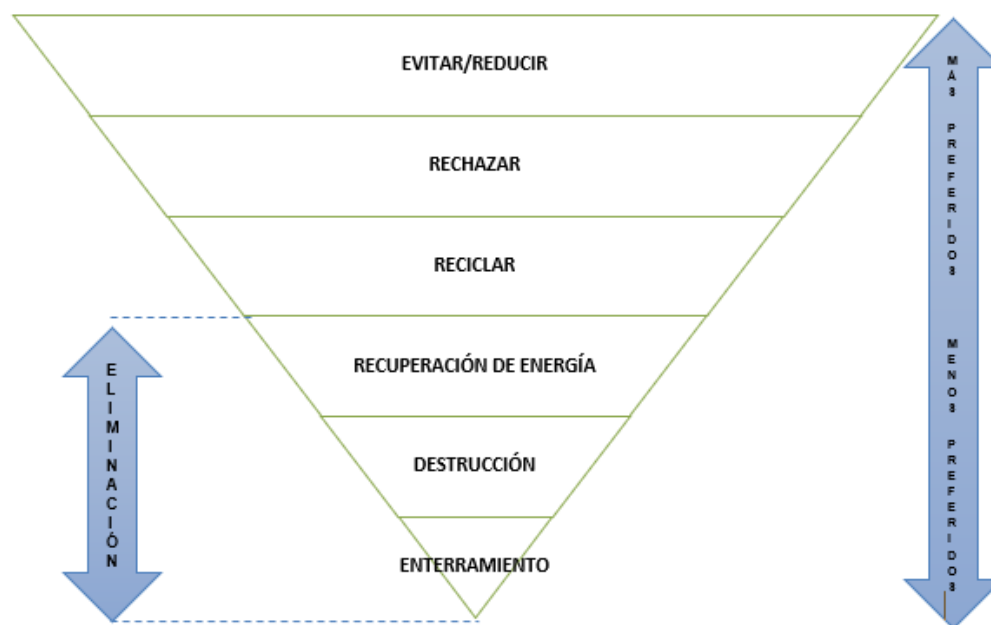 EVITAR/REDUCIR
RECHAZAR
RECICLAR
RECUPERACIÓN DE ENERGÍA
DESTRUCCIÓN
ENTERRAMIENTO
ELIMINACIÓN
MÁS PREFERIDOS
MENOS PREFERIDOS